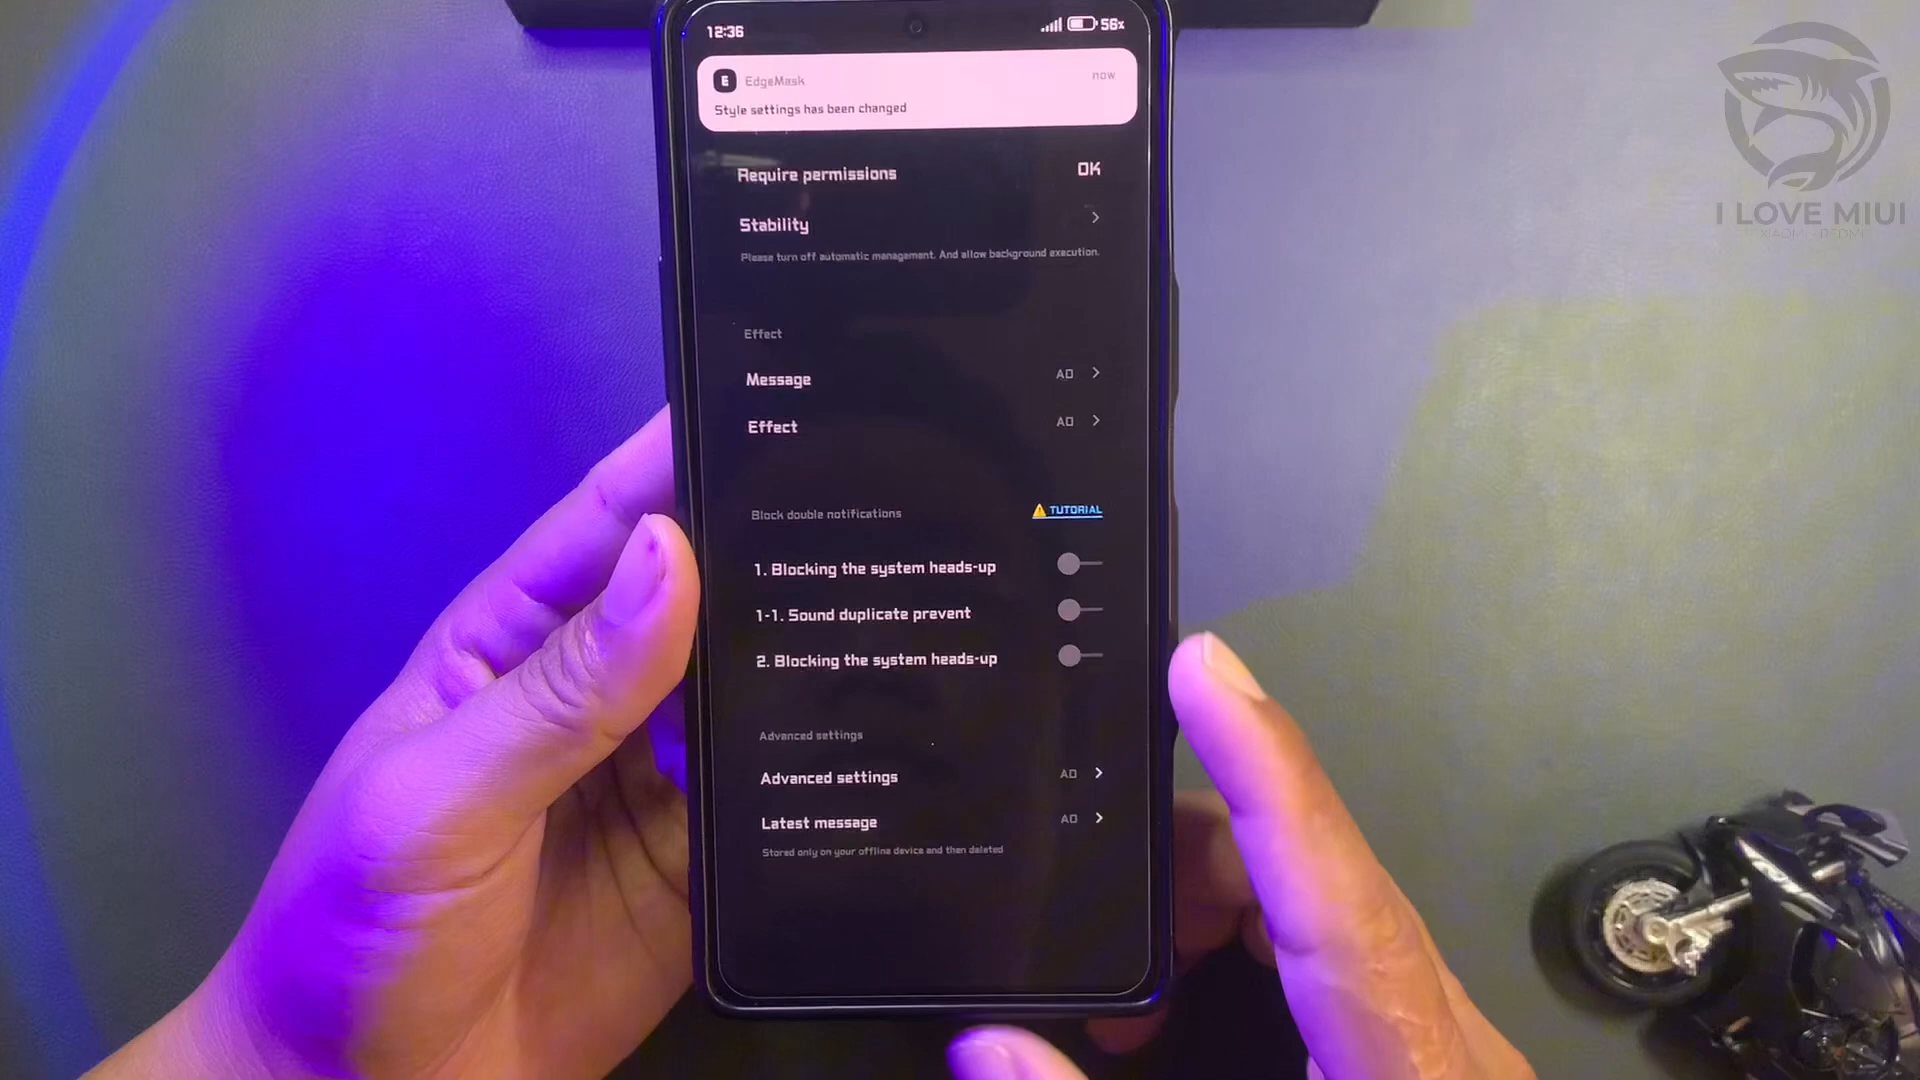 12:36
56%
E EdgeMask now
Style settings has been changed
Require permissions OK
Stability
Please turn off automatic management. And allow background execution.
Effect
Message AD
Effect AD
Block double notifications TUTORIAL
1. Blocking the system heads-up
1-1. Sound duplicate prevent
2. Blocking the system heads-up
Advanced settings
Advanced settings AD
Latest message AD
Stored only on your offline device and then deleted
I LOVE MIUI
XIAOMI - REDMI